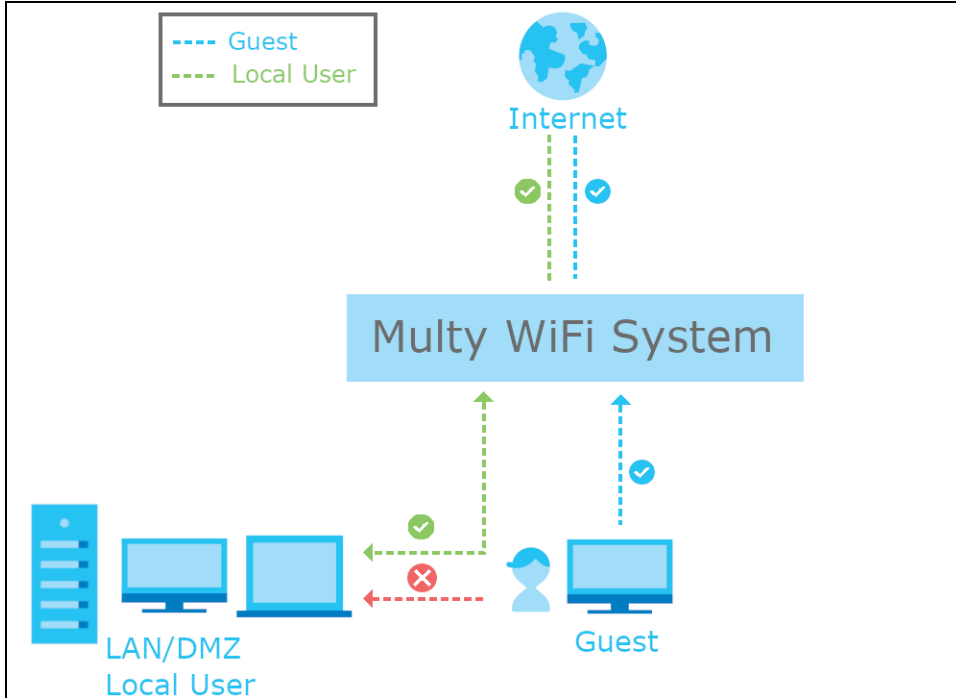 Guest
Local User
Internet
Multy WiFi System
Guest
LAN/DMZ
Local User